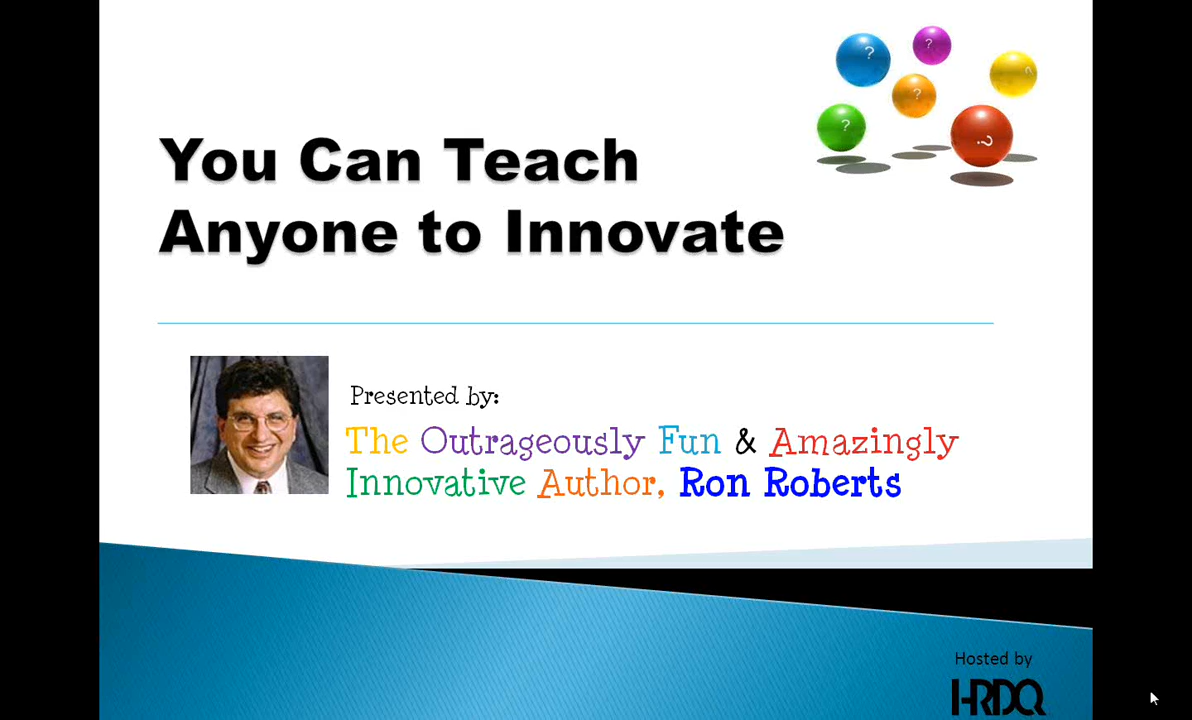 You Can Teach
Anyone to Innovate
Presented by:
The Outrageously Fun & Amazingly
Innovative Author, Ron Roberts
Hosted by
HRDQ